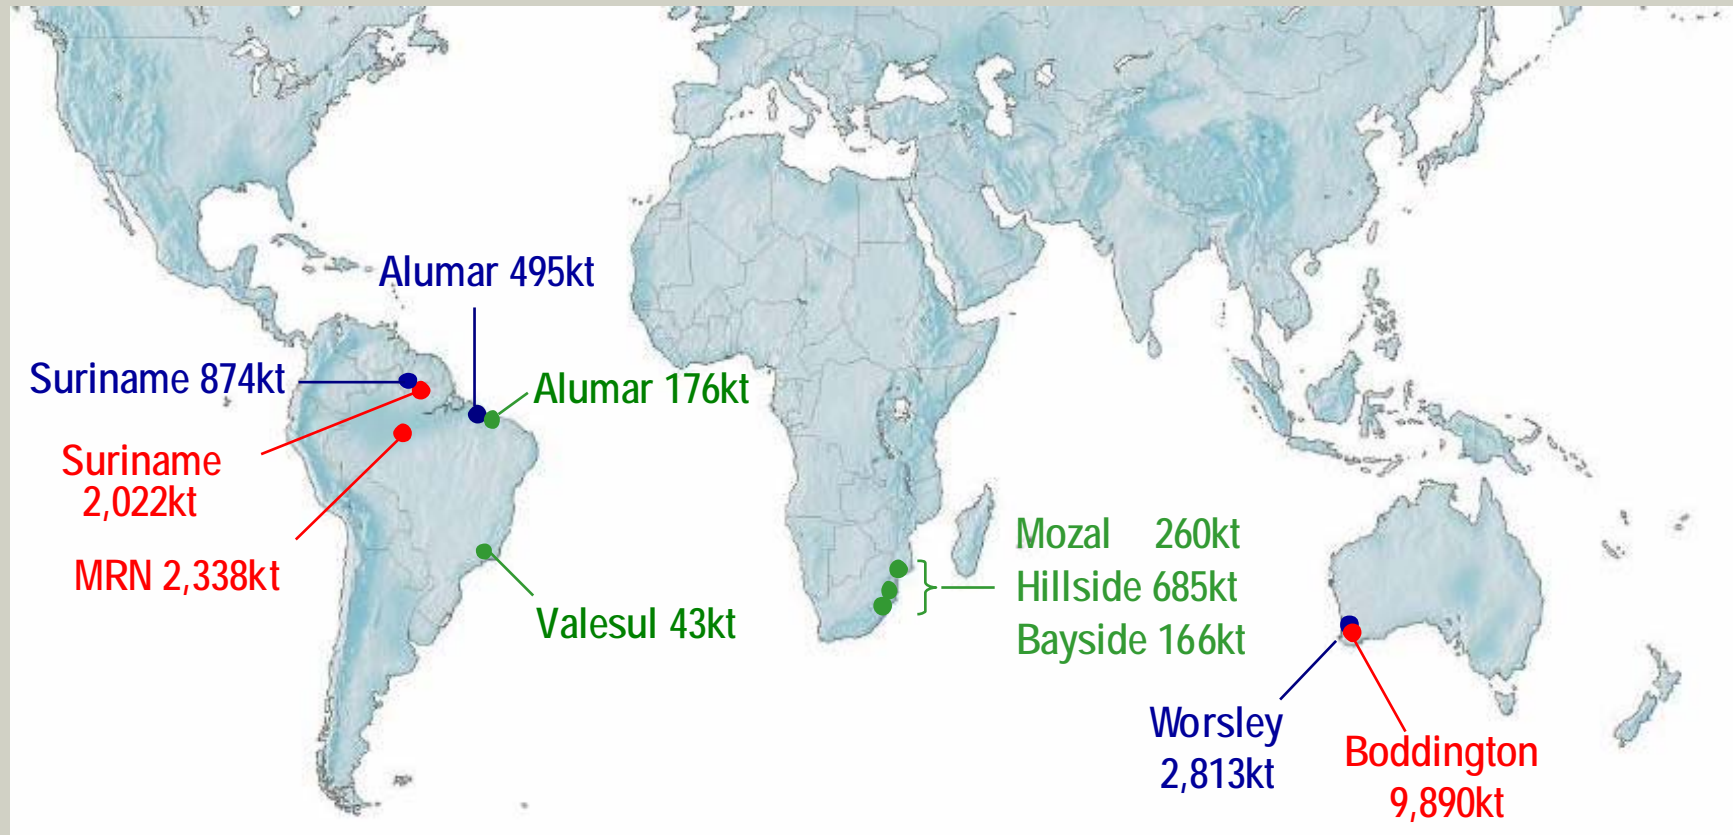 Alumar 495kt
Suriname 874kt
Alumar 176kt
Suriname
2,022kt
MRN 2,338kt
Valesul 43kt
Mozal 260kt
Hillside 685kt
Bayside 166kt
Worsley
2,813kt
Boddington
9,890kt